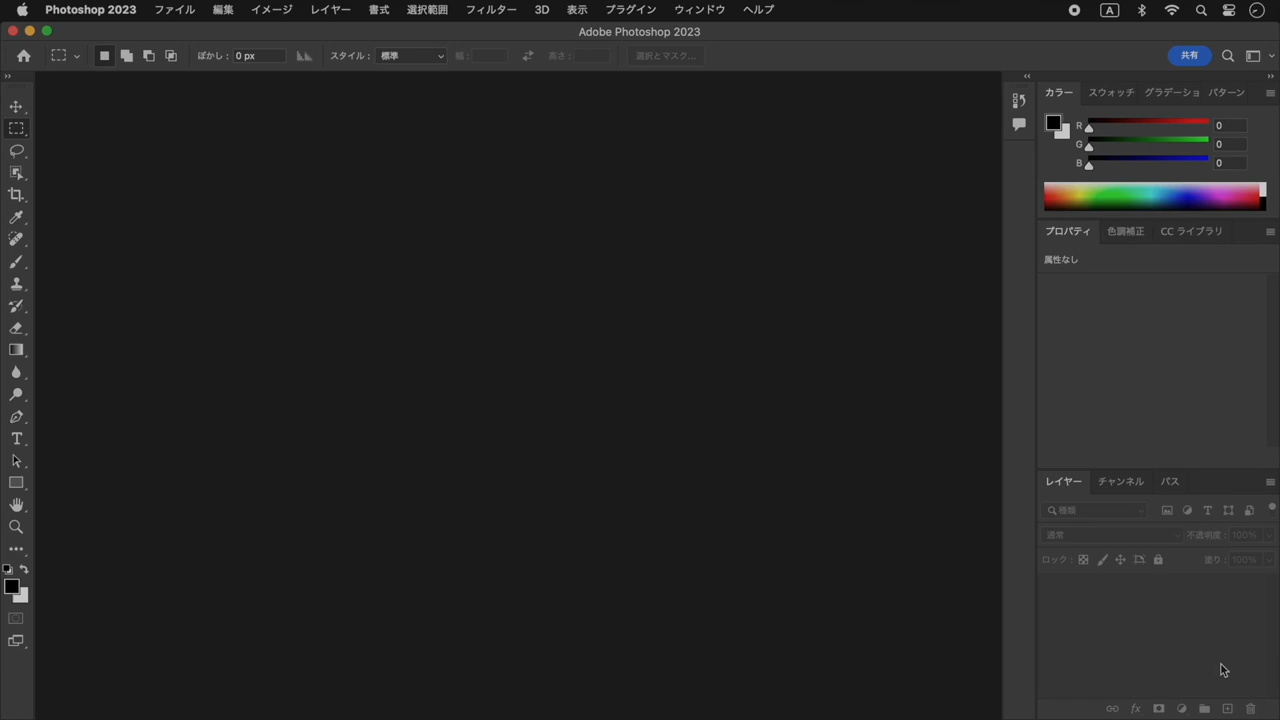 Photoshop 2023 ファイル 編集 イメージ レイヤー 書式 選択範囲 フィルター 3D 表示 プラグイン ウィンドウ ヘルプ A
Adobe Photoshop 2023
ぼかし : 0 px スタイル : 標準 幅 : 高さ : 選択とマスク... 共有
カラー スウォッチ グラデーショ パターン
R 0
G 0
B 0
プロパティ 色調補正 CC ライブラリ
属性なし
レイヤー チャンネル パス
種類
通常 不透明度 : 100%
ロック : 塗り : 100%
fx